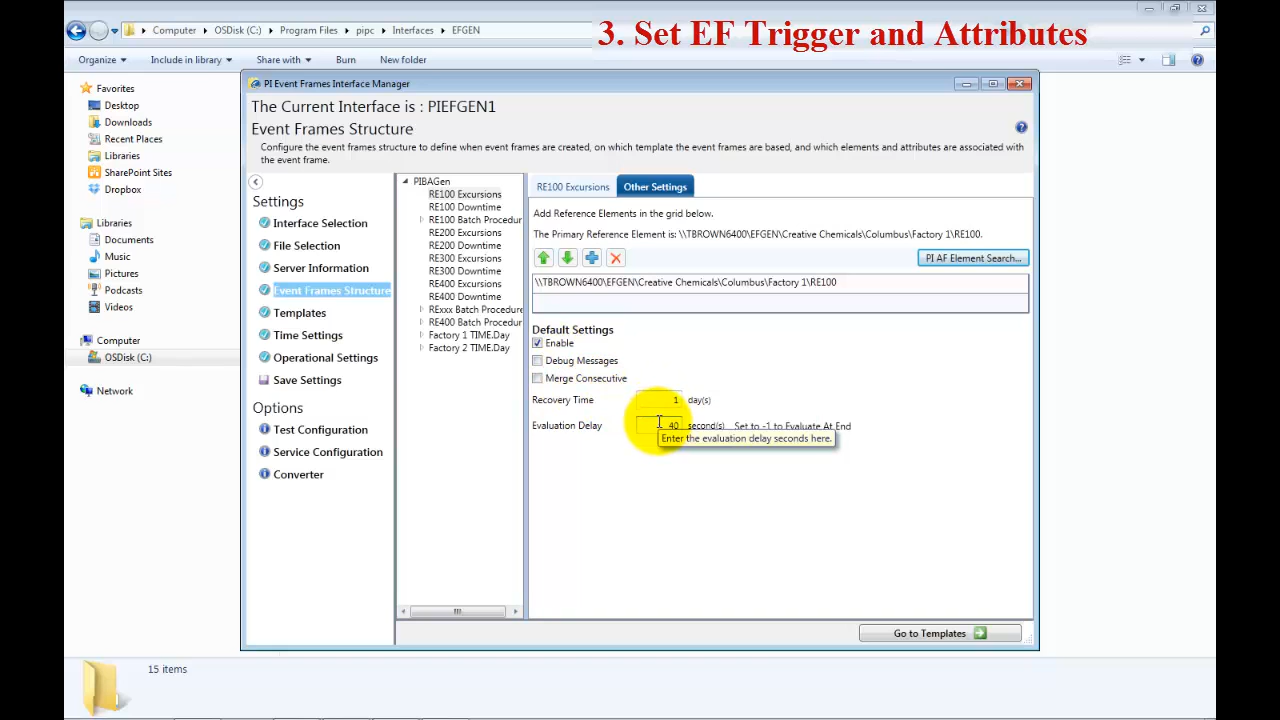 3. Set EF Trigger and Attributes
Computer
OSDisk (C:)
Program Files
pipc
Interfaces
EFGEN
Organize
Include in library
Share with
Burn
New folder
Favorites
Desktop
Downloads
Recent Places
Libraries
SharePoint Sites
Dropbox
Libraries
Documents
Music
Pictures
Podcasts
Videos
Computer
OSDisk (C:)
Network
15 items
PI Event Frames Interface Manager
The Current Interface is : PIEFGEN1
Event Frames Structure
Configure the event frames structure to define when event frames are created, on which template the event frames are based, and which elements and attributes are associated with
the event frame.
Settings
Interface Selection
File Selection
Server Information
Event Frames Structure
Templates
Time Settings
Operational Settings
Save Settings
Options
Test Configuration
Service Configuration
Converter
PIBAGen
RE100 Excursions
RE100 Downtime
RE100 Batch Procedur
RE200 Excursions
RE200 Downtime
RE300 Excursions
RE300 Downtime
RE400 Excursions
RE400 Downtime
RExxx Batch Procedur
RE400 Batch Procedur
Factory 1 TIME.Day
Factory 2 TIME.Day
RE100 Excursions
Other Settings
Add Reference Elements in the grid below.
The Primary Reference Element is: \\TBROWN6400\EFGEN\Creative Chemicals\Columbus\Factory 1\RE100.
PI AF Element Search...
\\TBROWN6400\EFGEN\Creative Chemicals\Columbus\Factory 1\RE100
Default Settings
Enable
Debug Messages
Merge Consecutive
Recovery Time 1 day(s)
Evaluation Delay 40 second(s) Set to -1 to Evaluate At End
Enter the evaluation delay seconds here.
Go to Templates